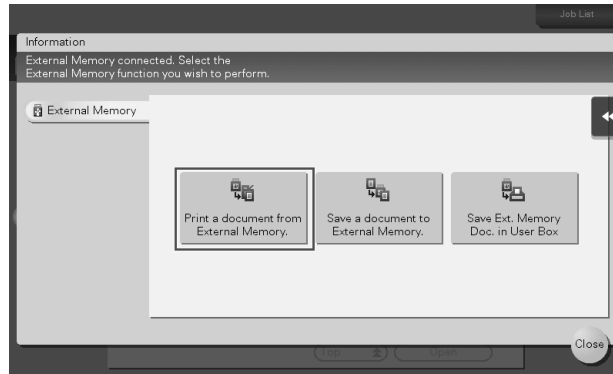 Job List
Information
External Memory connected. Select the
External Memory function you wish to perform.
External Memory
Print a document from
External Memory.
Save a document to
External Memory.
Save Ext. Memory
Doc. in User Box
Close
Top
Open